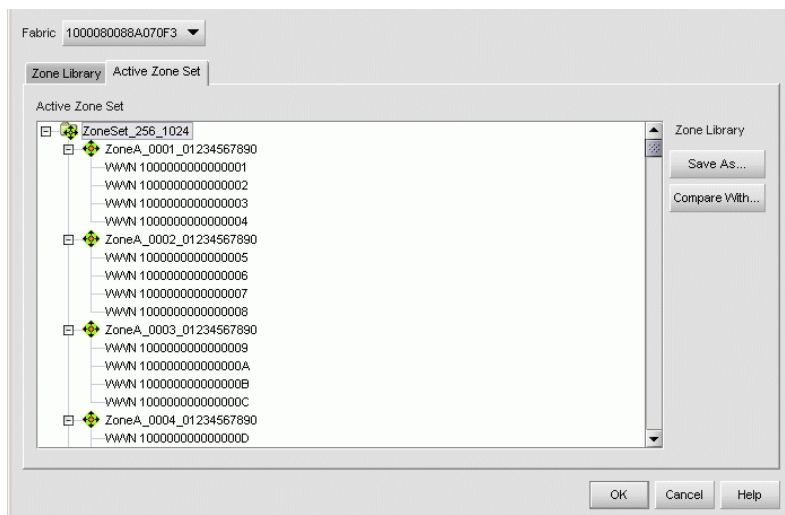 Fabric 1000080088A070F3
Zone Library Active Zone Set
Active Zone Set
ZoneSet_256_1024
ZoneA_0001_01234567890
WWN 1000000000000001
WWN 1000000000000002
WWN 1000000000000003
WWN 1000000000000004
ZoneA_0002_01234567890
WWN 1000000000000005
WWN 1000000000000006
WWN 1000000000000007
WWN 1000000000000008
ZoneA_0003_01234567890
WWN 1000000000000009
WWN 100000000000000A
WWN 100000000000000B
WWN 100000000000000C
ZoneA_0004_01234567890
WWN 100000000000000D
Zone Library
Save As...
Compare With...
OK Cancel Help